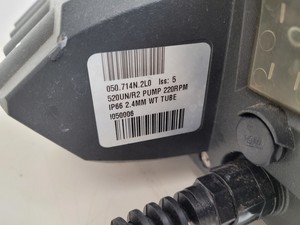 050.714N.2L0 Iss: 5
520UN/R2 PUMP 220RPM
IP66 2.4MM WT TUBE
I050006